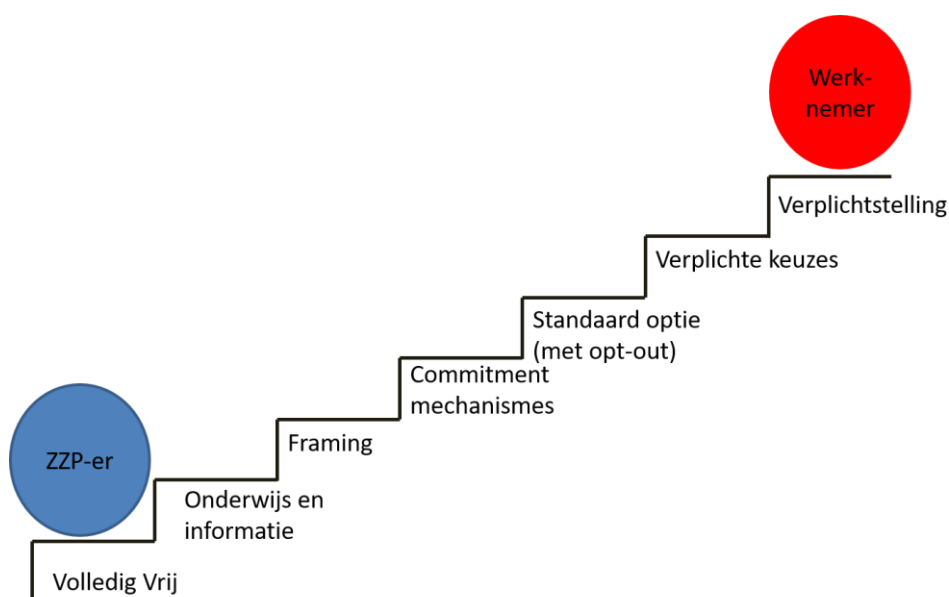 Werk-
nemer
Verplichtstelling
Verplichte keuzes
Standaard optie
(met opt-out)
Commitment
mechismes
Framing
ZZP-er
Onderwijs en
informatie
Volledig Vrij